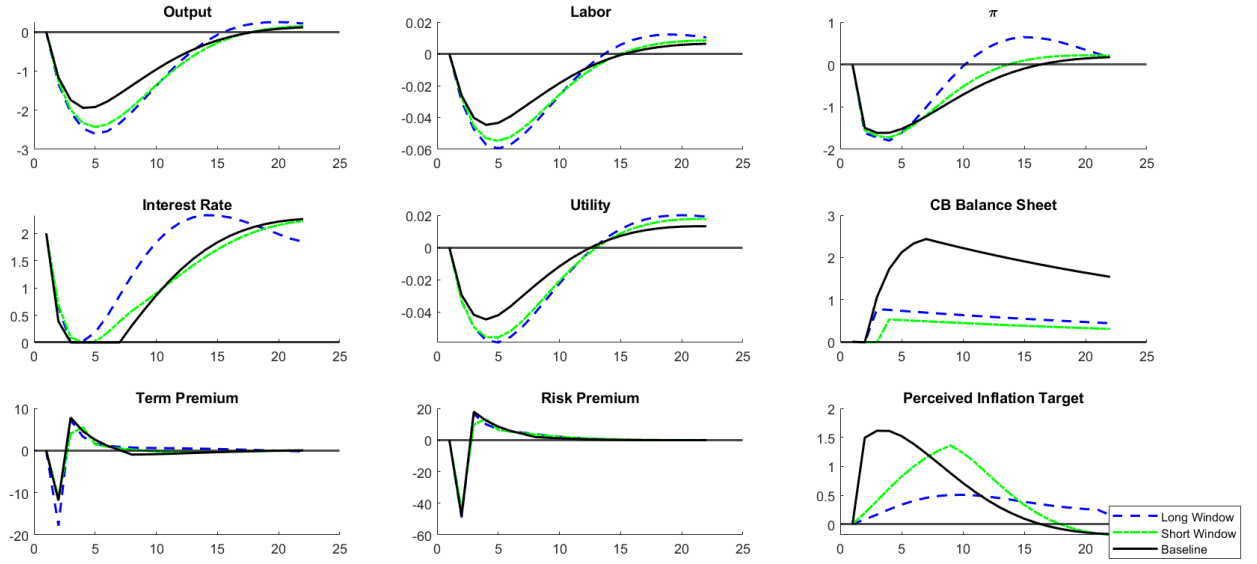 Output
0
-1
-2
-3
0 5 10 15 20 25
Labor
0.02
0
-0.02
-0.04
-0.06
0 5 10 15 20 25
π
1
0
-1
-2
0 5 10 15 20 25
Interest Rate
2
1.5
1
0.5
0
0 5 10 15 20 25
Utility
0.02
0
-0.02
-0.04
0 5 10 15 20 25
CB Balance Sheet
3
2
1
0
0 5 10 15 20 25
Term Premium
10
0
-10
-20
0 5 10 15 20 25
Risk Premium
20
0
-20
-40
-60
0 5 10 15 20 25
Perceived Inflation Target
2
1.5
1
0.5
0
0 5 10 15 20
Long Window
Short Window
Baseline